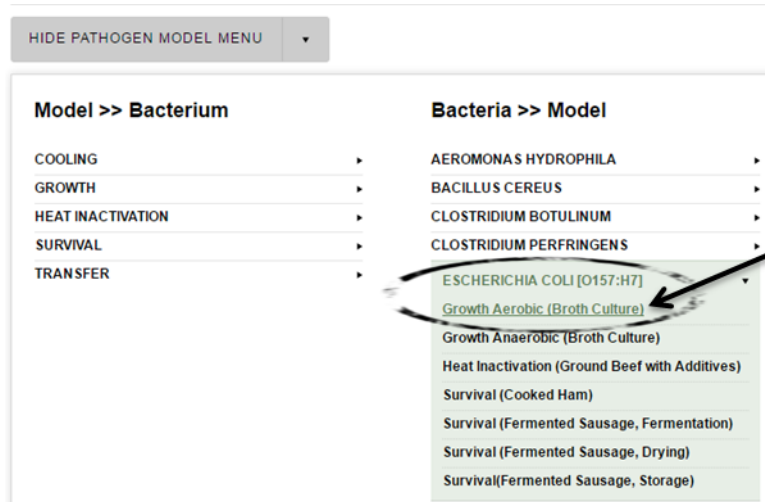 HIDE PATHOGEN MODEL MENU
Model >> Bacterium
COOLING
GROWTH
HEAT INACTIVATION
SURVIVAL
TRANSFER
Bacteria >> Model
AEROMONAS HYDROPHILA
BACILLUS CEREUS
CLOSTRIDIUM BOTULINUM
CLOSTRIDIUM PERFRINGENS
ESCHERICHIA COLI [O157:H7]
Growth Aerobic (Broth Culture)
Growth Anaerobic (Broth Culture)
Heat Inactivation (Ground Beef with Additives)
Survival (Cooked Ham)
Survival (Fermented Sausage, Fermentation)
Survival (Fermented Sausage, Drying)
Survival(Fermented Sausage, Storage)